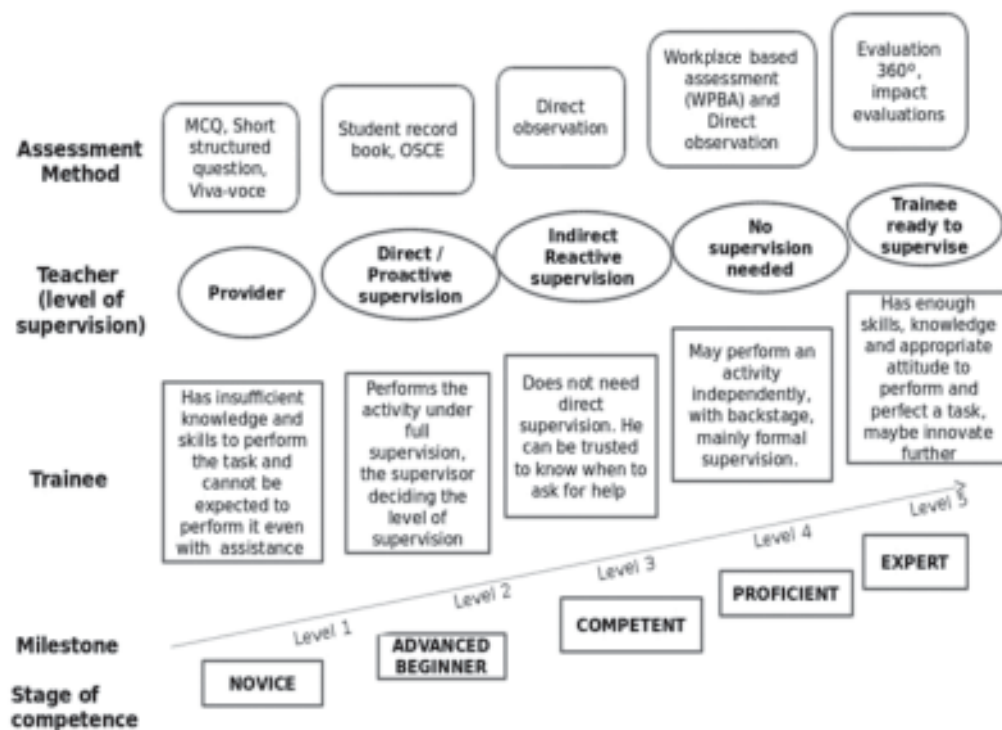 Assessment
Method
MCQ, Short
structured
question,
Viva-voce
Student record
book, OSCE
Direct
observation
Workplace based
assessment
(WPBA) and
Direct
observation
Evaluation
360º,
impact
evaluations
Teacher
(level of
supervision)
Provider
Direct /
Proactive
supervision
Indirect
Reactive
supervision
No
supervision
needed
Trainee
ready to
supervise
Trainee
Has insufficient
knowledge and
skills to perform
the task and
cannot be
expected to
perform it even
with assistance
Performs the
activity under
full
supervision,
the supervisor
deciding the
level of
supervision
Does not need
direct
supervision. He
can be trusted
to know when to
ask for help
May perform an
activity
independently,
with backstage,
mainly formal
supervision.
Has enough
skills, knowledge
and appropriate
attitude to
perform and
perfect a task,
maybe innovate
further
Milestone
Level 1
Level 2
Level 3
Level 4
Level 5
Stage of
competence
NOVICE
ADVANCED
BEGINNER
COMPETENT
PROFICIENT
EXPERT